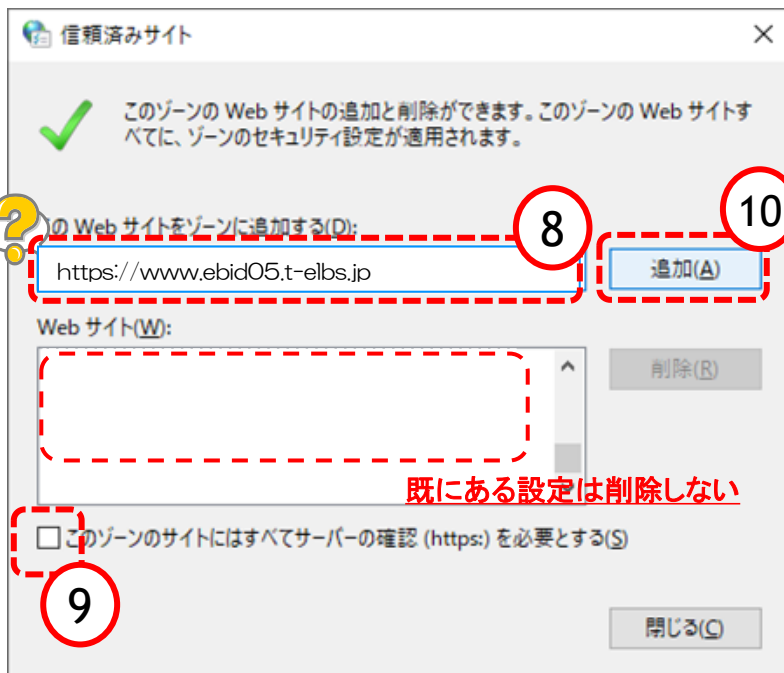 信頼済みサイト
このゾーンの Web サイトの追加と削除ができます。このゾーンの Web サイトす
べてに、ゾーンのセキュリティ設定が適用されます。
?
の Web サイトをゾーンに追加する(D):
8
10
https://www.ebid05.t-elbs.jp
追加(A)
Web サイト(W):
削除(R)
既にある設定は削除しない
このゾーンのサイトにはすべてサーバーの確認 (https:) を必要とする(S)
9
閉じる(C)